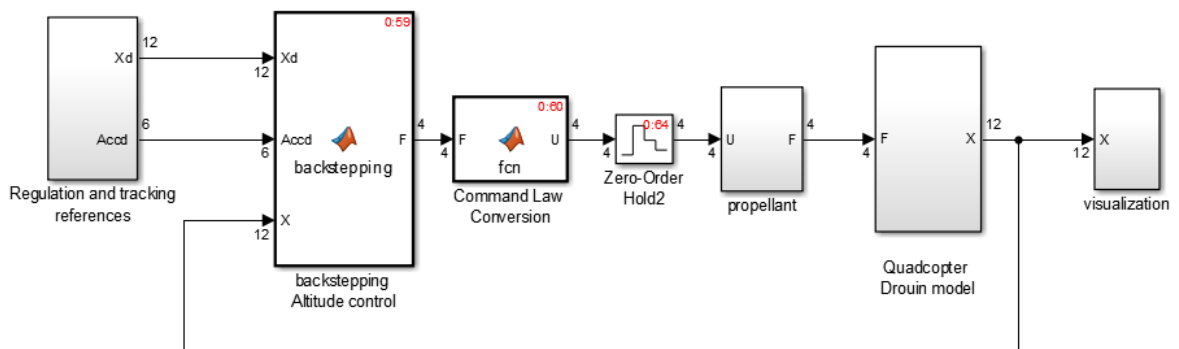 12
Xd
12
Xd
0:59
6
Accd
6
Accd
backstepping
F
4
12
X
Regulation and tracking
references
backstepping
Altitude control
0:60
4
F
U
4
fcn
Command Law
Conversion
0:64
4
4
Zero-Order
Hold2
4
U
F
4
propellant
4
F
X
12
Quadcopter
Drouin model
12
X
visualization